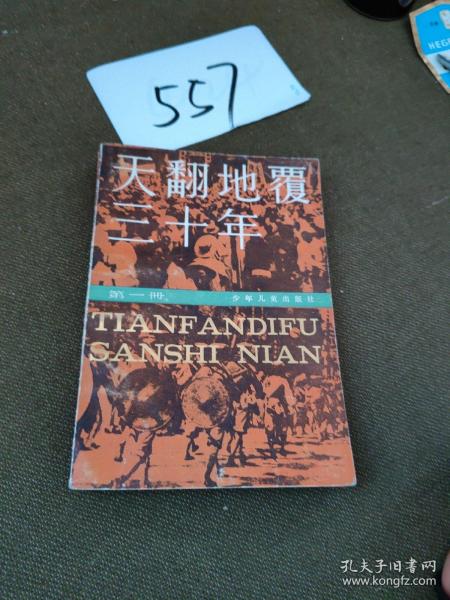 557
天翻地覆
三十年
第一册
少年儿童出版社
TIANFANDIFU
SANSHI NIAN
HEG
孔夫子旧书网
www.kongfz.com